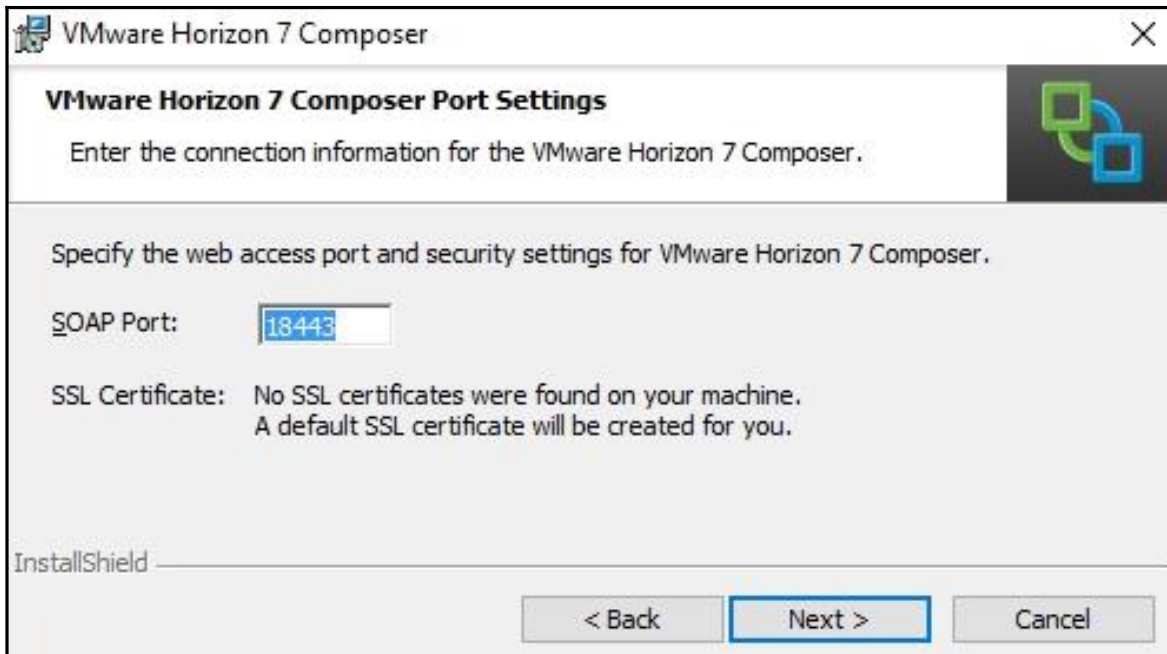 VMware Horizon 7 Composer
VMware Horizon 7 Composer Port Settings
Enter the connection information for the VMware Horizon 7 Composer.
Specify the web access port and security settings for VMware Horizon 7 Composer.
SOAP Port: 18443
SSL Certificate: No SSL certificates were found on your machine.
A default SSL certificate will be created for you.
InstallShield
< Back Next > Cancel